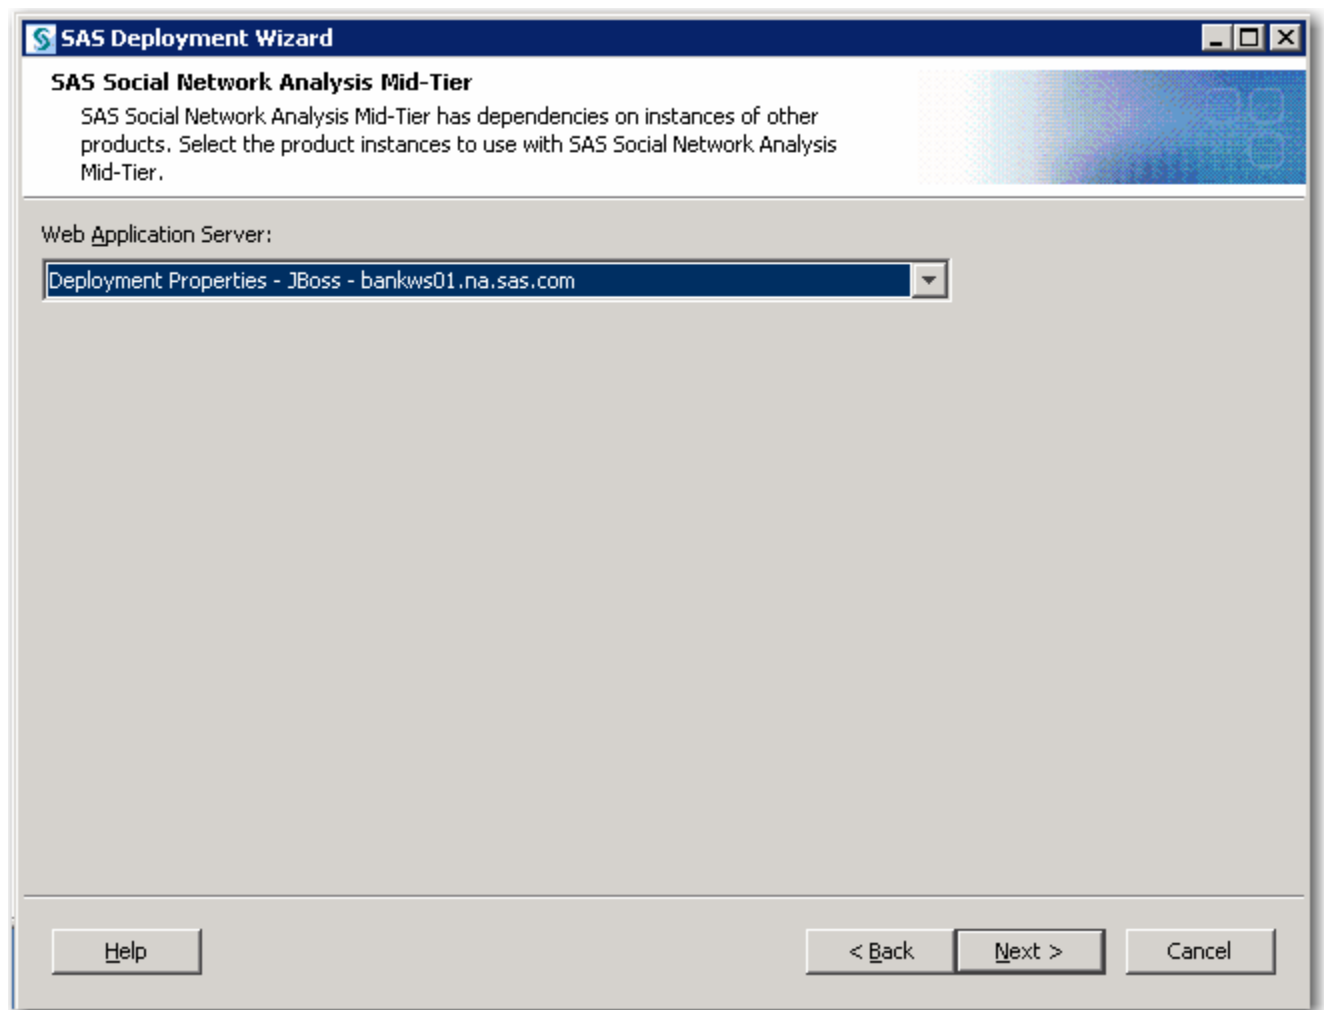 SAS Deployment Wizard
SAS Social Network Analysis Mid-Tier
SAS Social Network Analysis Mid-Tier has dependencies on instances of other
products. Select the product instances to use with SAS Social Network Analysis
Mid-Tier.
Web Application Server:
Deployment Properties - JBoss - bankws01.na.sas.com
Help
< Back
Next >
Cancel